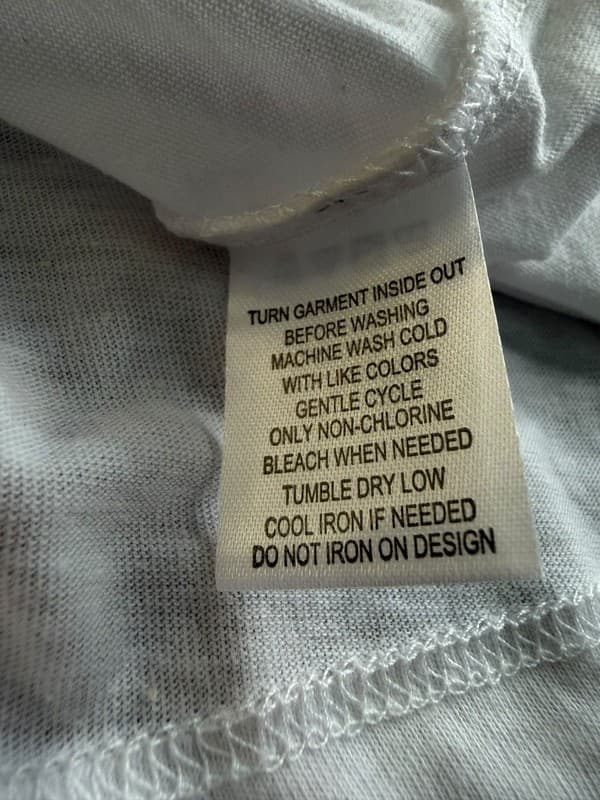 TURN GARMENT INSIDE OUT
BEFORE WASHING
MACHINE WASH COLD
WITH LIKE COLORS
GENTLE CYCLE
ONLY NON-CHLORINE
BLEACH WHEN NEEDED
TUMBLE DRY LOW
COOL IRON IF NEEDED
DO NOT IRON ON DESIGN